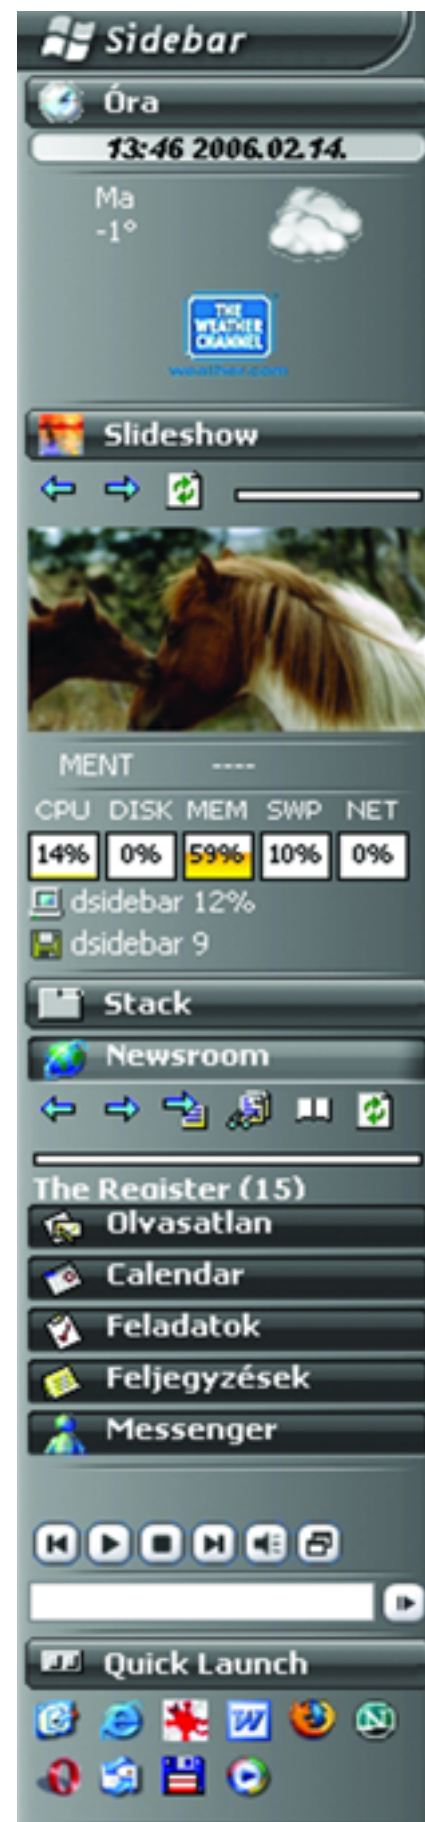 Sidebar
Óra
13:46 2006.02.14.
Ma
-1°
THE
WEATHER
CHANNEL
weather.com
Slideshow
MENT ----
CPU DISK MEM SWP NET
14% 0% 59% 10% 0%
dsidebar 12%
dsidebar 9
Stack
Newsroom
The Register (15)
Olvasatlan
Calendar
Feladatok
Feljegyzések
Messenger
Quick Launch